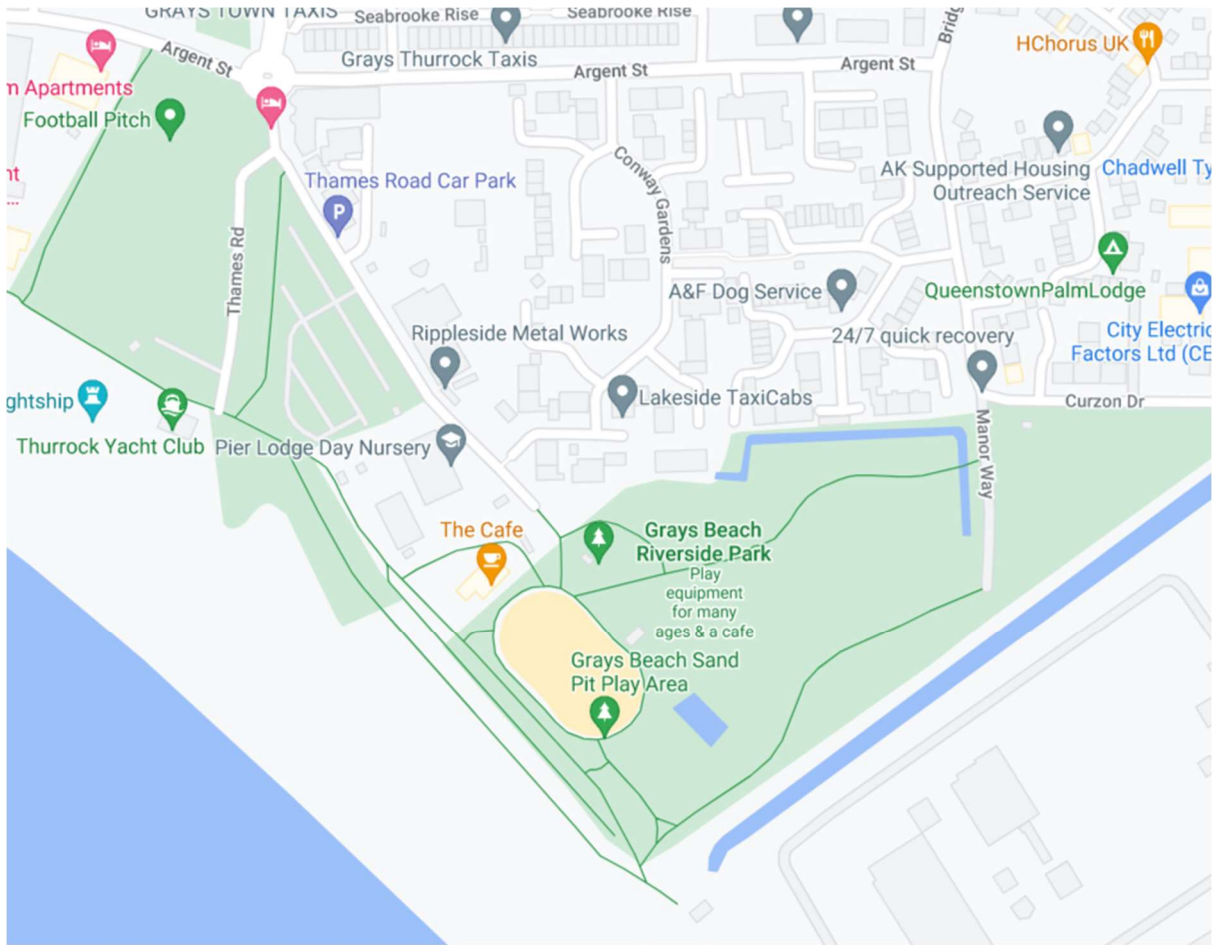 GRAYS TOWN TAXIS
Seabrooke Rise
Seabrooke Rise
Argent St
Grays Thurrock Taxis
Argent St
Argent St
Bridg
HChorus UK
m Apartments
Football Pitch
nt
...
Thames Road Car Park
P
Conway Gardens
AK Supported Housing
Outreach Service
Chadwell Ty
Thames Rd
A&F Dog Service
QueenstownPalmLodge
Rippleside Metal Works
24/7 quick recovery
City Electric
Factors Ltd (CE
ghtship
Lakeside TaxiCabs
Curzon Dr
Thurrock Yacht Club
Pier Lodge Day Nursery
Manor Way
The Cafe
Grays Beach
Riverside Park
Play
equipment
for many
ages & a cafe
Grays Beach Sand
Pit Play Area